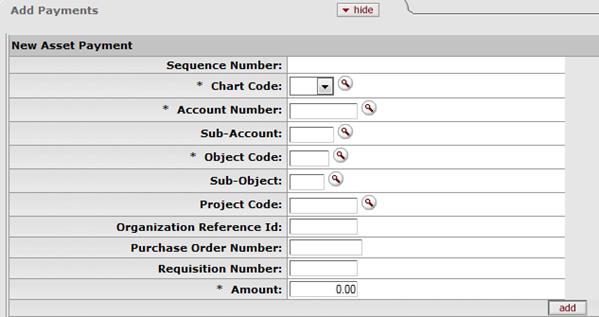 Add Payments
hide
New Asset Payment
Sequence Number:
* Chart Code:
* Account Number:
Sub-Account:
* Object Code:
Sub-Object:
Project Code:
Organization Reference Id:
Purchase Order Number:
Requisition Number:
* Amount: 0.00
add